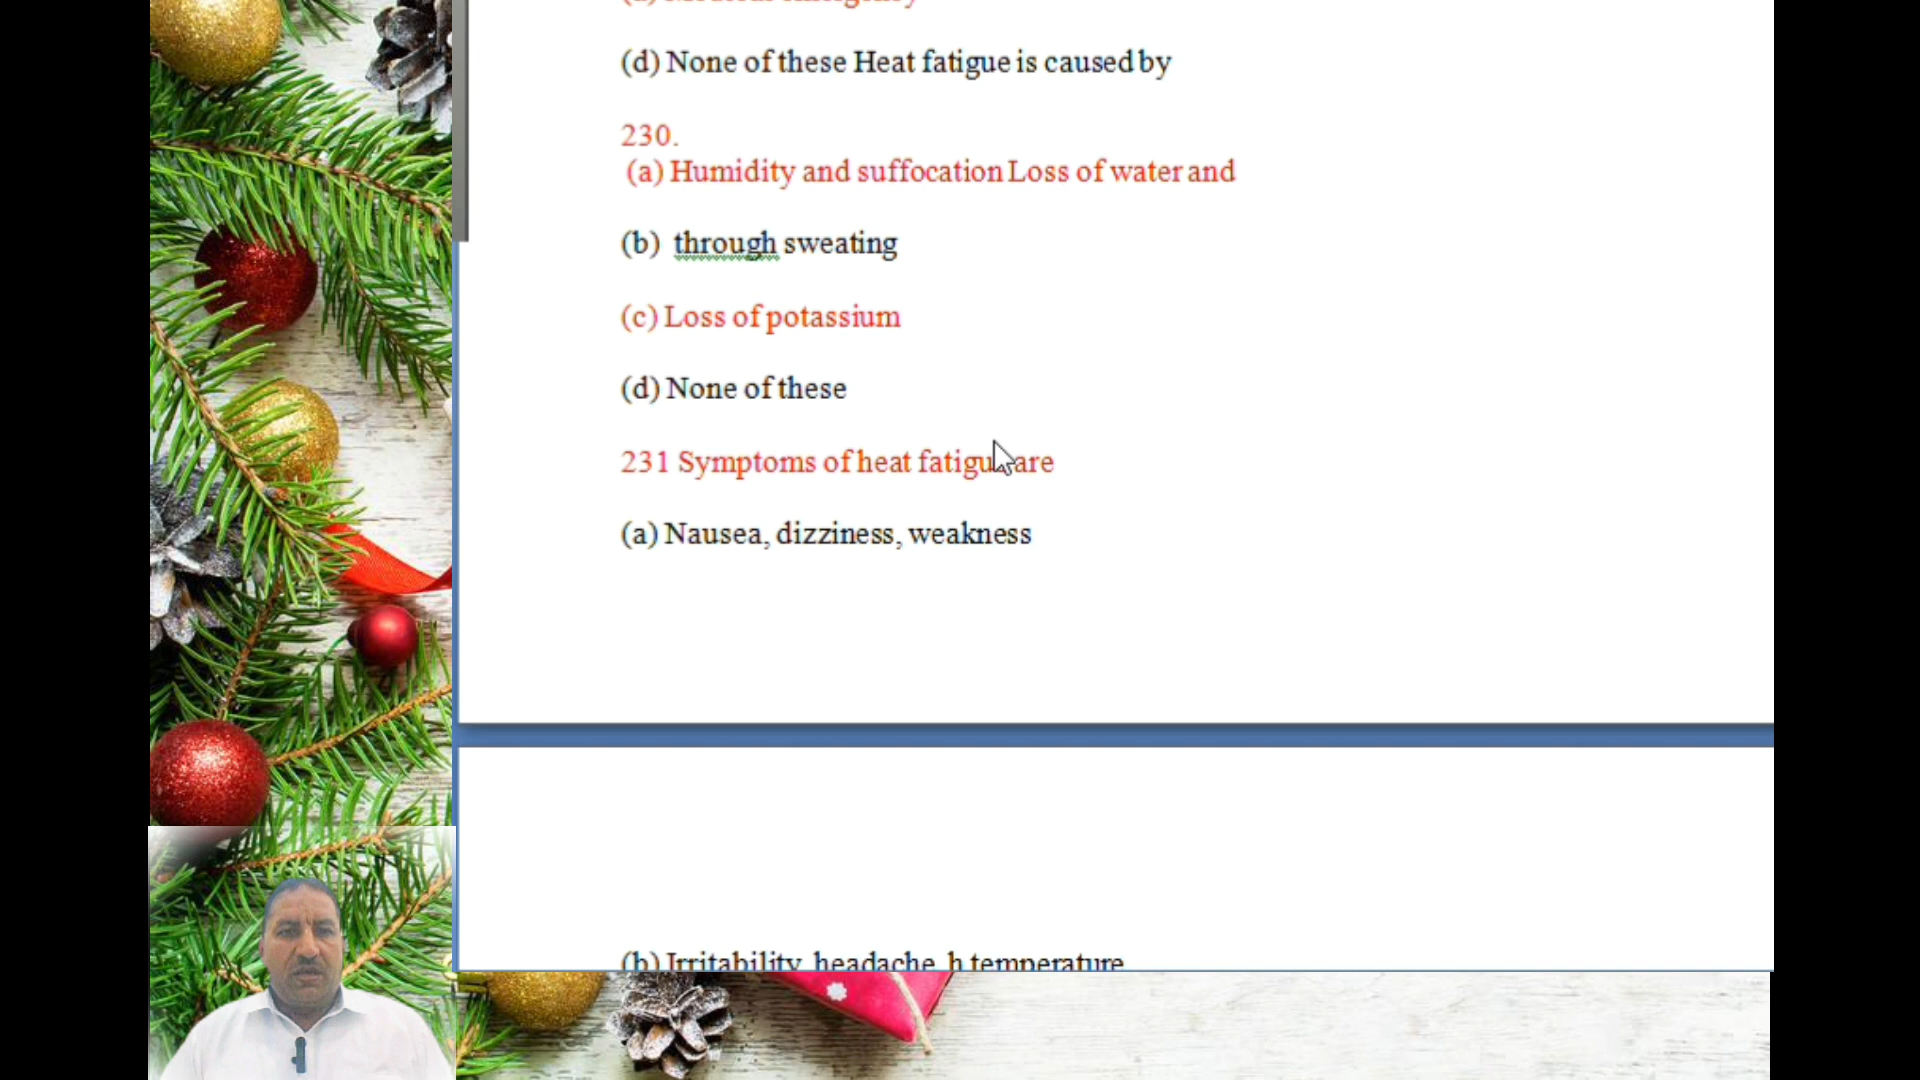 (d) None of these Heat fatigue is caused by
230.
(a) Humidity and suffocation Loss of water and
(b) through sweating
(c) Loss of potassium
(d) None of these
231 Symptoms of heat fatigue are
(a) Nausea, dizziness, weakness
(b) Irritability, headache, h temperature